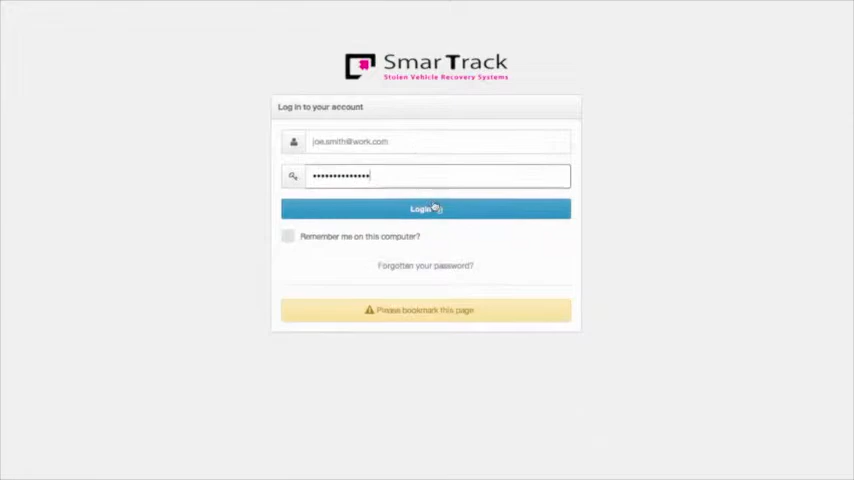 SmarTrack
Stolen Vehicle Recovery Systems
Log in to your account
joe.smith@work.com
••••••••••••••
Login
Remember me on this computer?
Forgotten your password?
Please bookmark this page